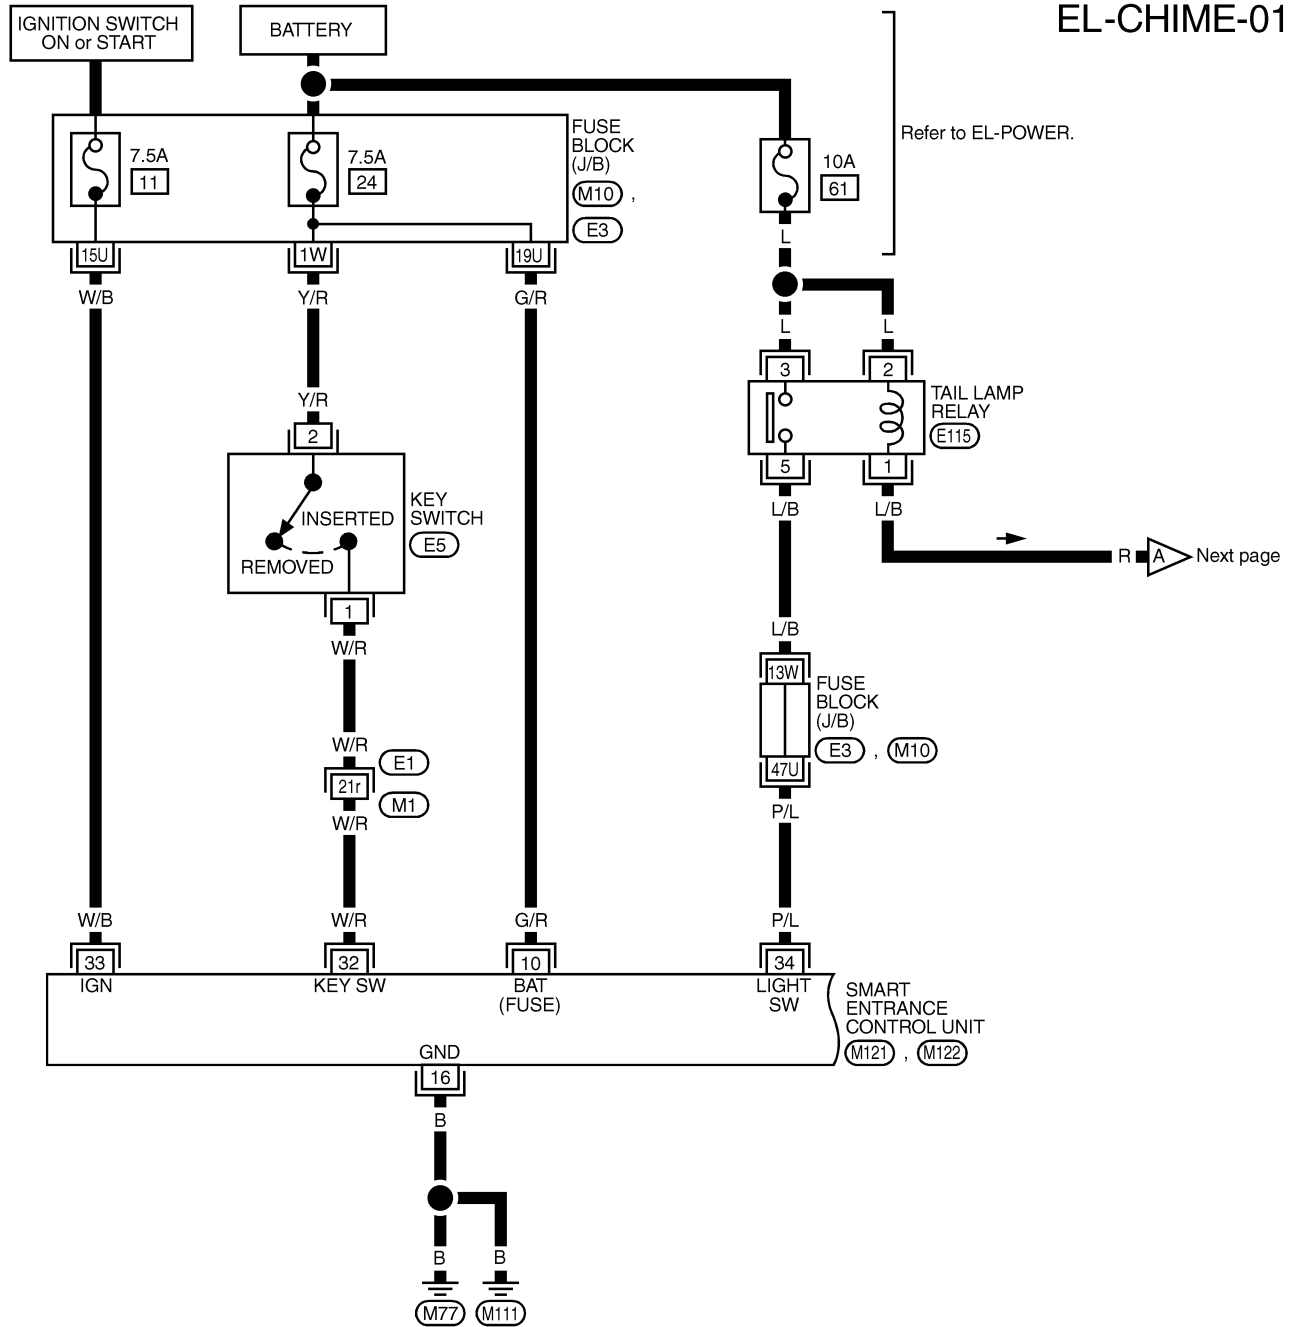 EL-CHIME-01
IGNITION SWITCH
ON or START
BATTERY
Refer to EL-POWER.
7.5A
11
7.5A
24
FUSE
BLOCK
(J/B)
M10 ,
E3
10A
61
15U
1W
19U
L
W/B
Y/R
G/R
L
L
3
2
TAIL LAMP
RELAY
E115
5
1
L/B
L/B
Y/R
2
INSERTED
REMOVED
KEY
SWITCH
E5
1
W/R
R
A
Next page
L/B
13W
FUSE
BLOCK
(J/B)
E3 , M10
47U
P/L
W/R
E1
21r
M1
W/R
W/B
W/R
G/R
P/L
33
32
10
34
IGN
KEY SW
BAT
(FUSE)
LIGHT
SW
SMART
ENTRANCE
CONTROL UNIT
M121 , M122
GND
16
B
B
B
M77
M111